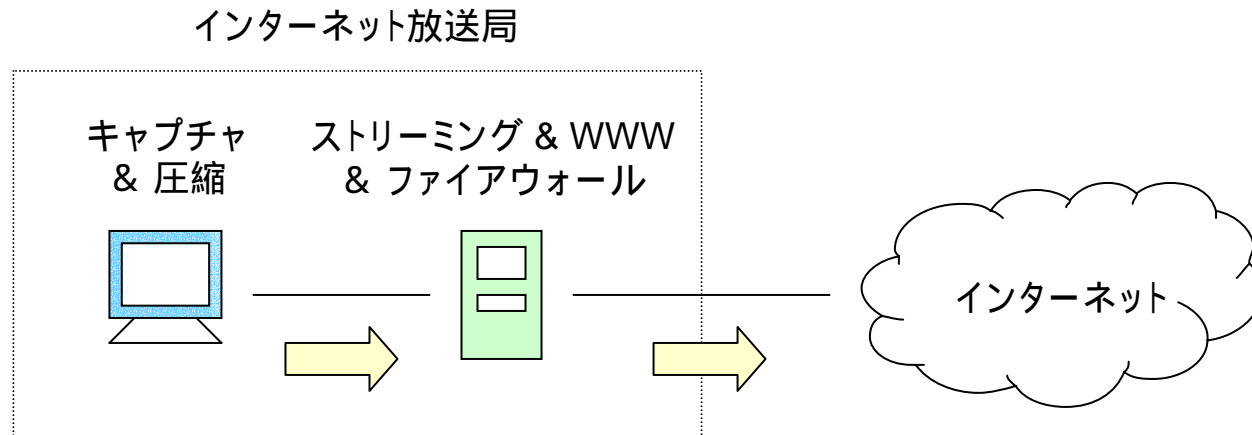 インターネット放送局
キャプチャ
& 圧縮
ストリーミング & WWW
& ファイアウォール
インターネット